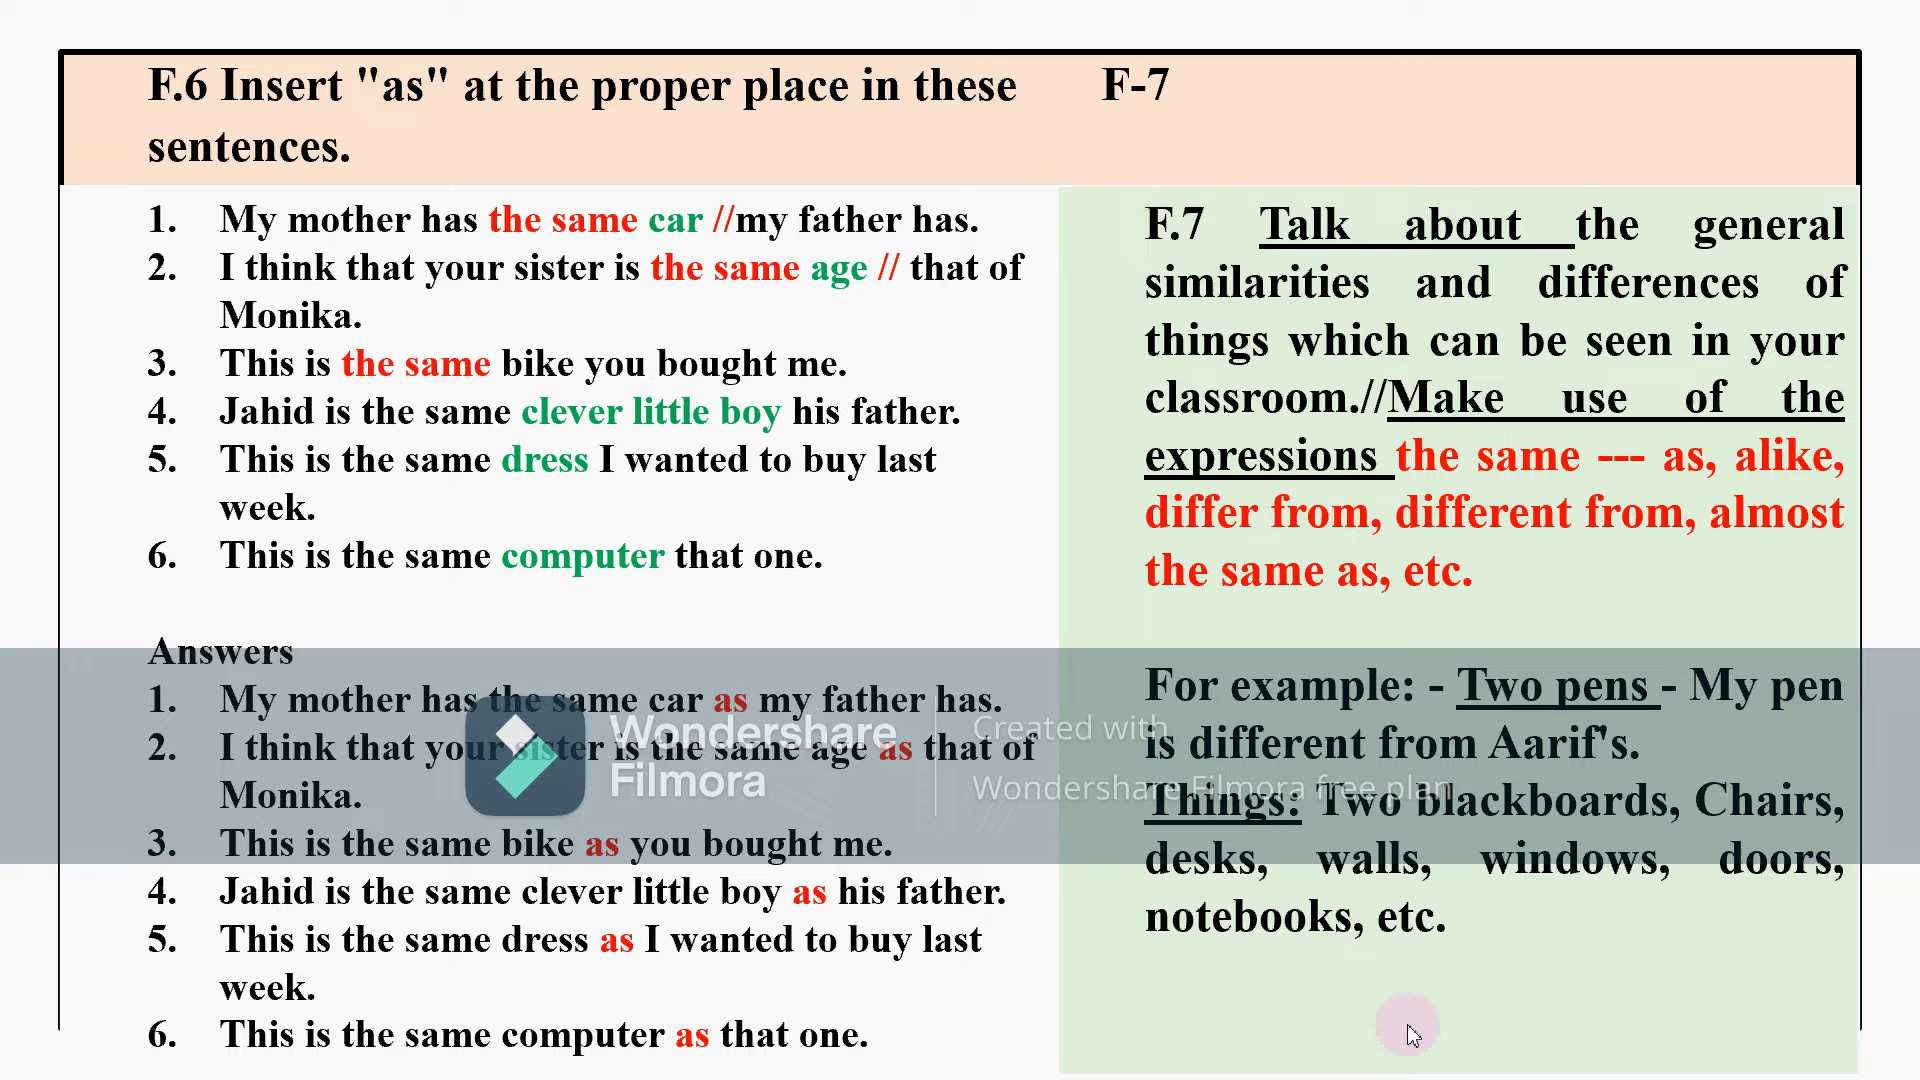 F.6 Insert "as" at the proper place in these
sentences.
F-7
1. My mother has the same car //my father has.
2. I think that your sister is the same age // that of
Monika.
3. This is the same bike you bought me.
4. Jahid is the same clever little boy his father.
5. This is the same dress I wanted to buy last
week.
6. This is the same computer that one.
Answers
1. My mother has the same car as my father has.
2. I think that your sister is the same age as that of
Monika.
3. This is the same bike as you bought me.
4. Jahid is the same clever little boy as his father.
5. This is the same dress as I wanted to buy last
week.
6. This is the same computer as that one.
F.7 Talk about the general
similarities and differences of
things which can be seen in your
classroom.//Make use of the
expressions the same --- as, alike,
differ from, different from, almost
the same as, etc.
For example: - Two pens - My pen
is different from Aarif's.
Things: Two blackboards, Chairs,
desks, walls, windows, doors,
notebooks, etc.
Wondershare
Filmora
Created with
Wondershare Filmora free plan